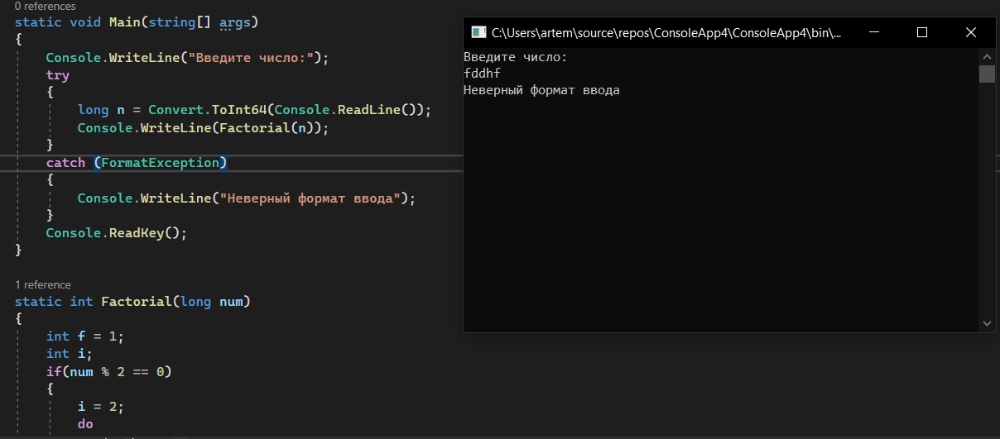 0 references
static void Main(string[] args)
{
Console.WriteLine("Введите число:");
try
{
long n = Convert.ToInt64(Console.ReadLine());
Console.WriteLine(Factorial(n));
}
catch (FormatException)
{
Console.WriteLine("Неверный формат ввода");
}
Console.ReadKey();
}
1 reference
static int Factorial(long num)
{
int f = 1;
int i;
if(num % 2 == 0)
{
i = 2;
do
C:\Users\artem\source\repos\ConsoleApp4\ConsoleApp4\bin\...
Введите число:
fddhf
Неверный формат ввода